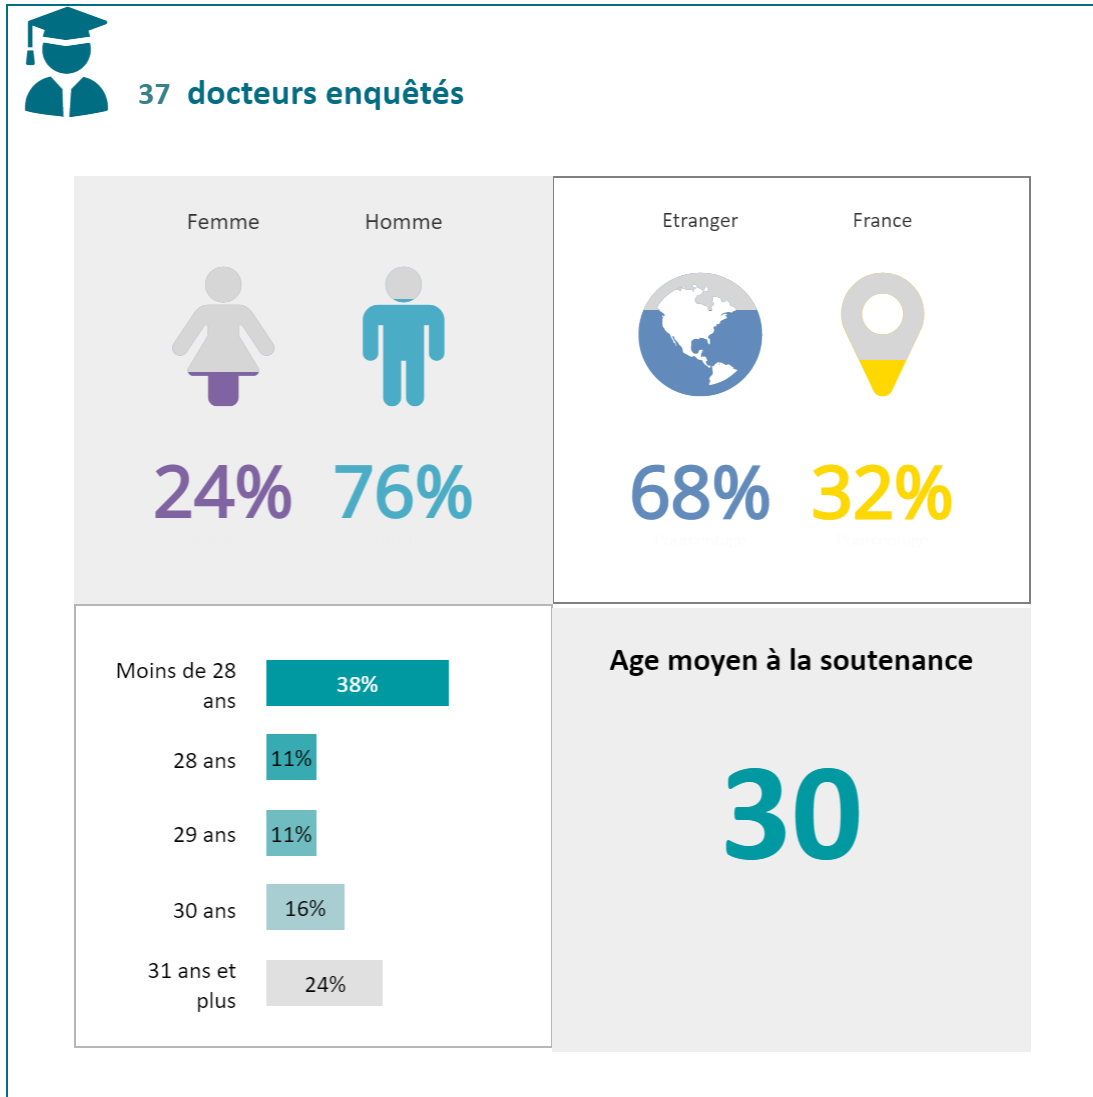 37 docteurs enquêtés
Femme
Homme
24%
76%
Etranger
France
68%
32%
Moins de 28
ans
38%
28 ans
11%
29 ans
11%
30 ans
16%
31 ans et
plus
24%
Age moyen à la soutenance
30